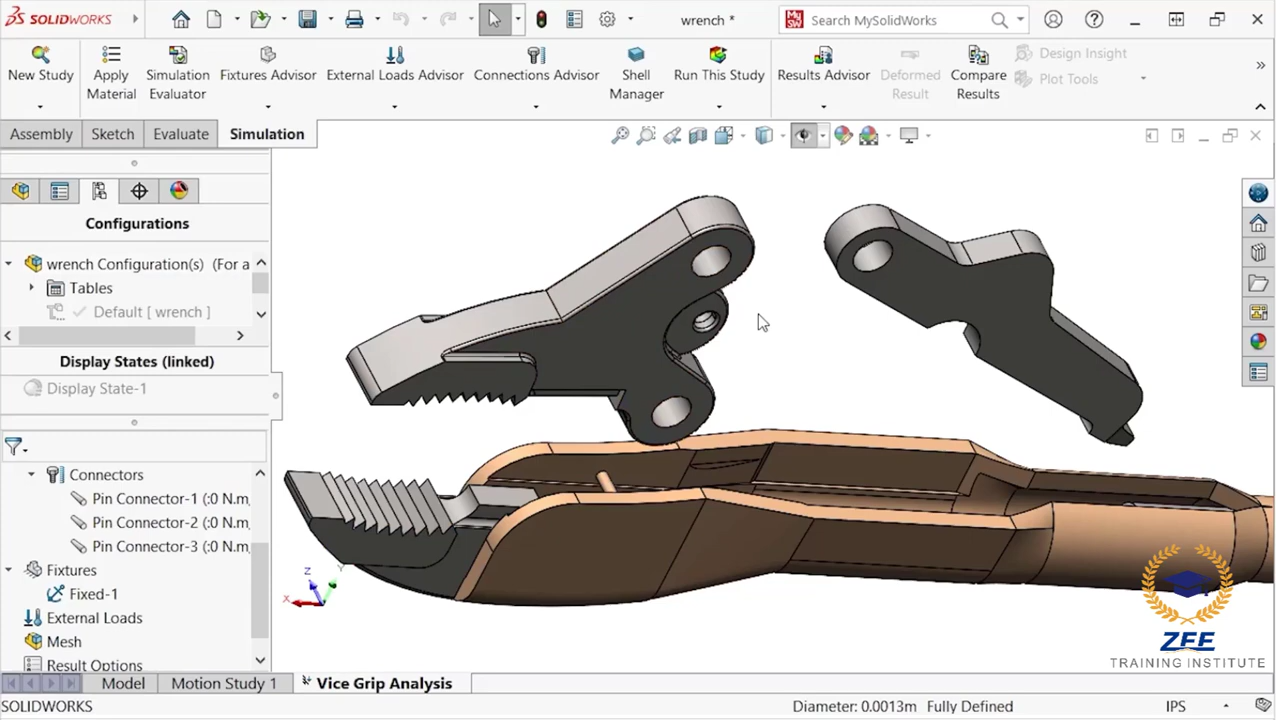 SOLIDWORKS
wrench *
Search MySolidWorks
New Study
Apply Material
Simulation Evaluator
Fixtures Advisor
External Loads Advisor
Connections Advisor
Shell Manager
Run This Study
Results Advisor
Deformed Result
Compare Results
Design Insight
Plot Tools
Assembly
Sketch
Evaluate
Simulation
Configurations
wrench Configuration(s) (For a
Tables
Default [ wrench ]
Display States (linked)
Display State-1
Connectors
Pin Connector-1 (:0 N.m,
Pin Connector-2 (:0 N.m,
Pin Connector-3 (:0 N.m,
Fixtures
Fixed-1
External Loads
Mesh
Result Options
Z
Y
X
ZEE
TRAINING INSTITUTE
Model
Motion Study 1
Vice Grip Analysis
SOLIDWORKS
Diameter: 0.0013m Fully Defined
IPS